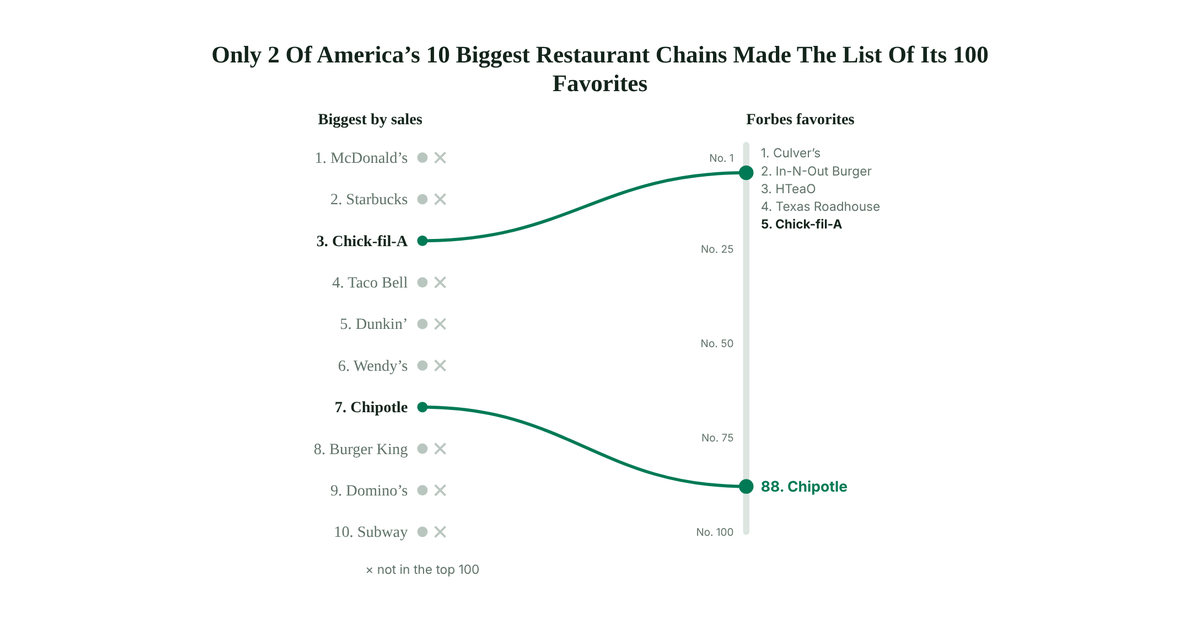 Only 2 Of America’s 10 Biggest Restaurant Chains Made The List Of Its 100
Favorites
Biggest by sales
1. McDonald’s
2. Starbucks
3. Chick-fil-A
4. Taco Bell
5. Dunkin’
6. Wendy’s
7. Chipotle
8. Burger King
9. Domino’s
10. Subway
× not in the top 100
Forbes favorites
No. 1
No. 25
No. 50
No. 75
No. 100
1. Culver’s
2. In-N-Out Burger
3. HTeaO
4. Texas Roadhouse
5. Chick-fil-A
88. Chipotle